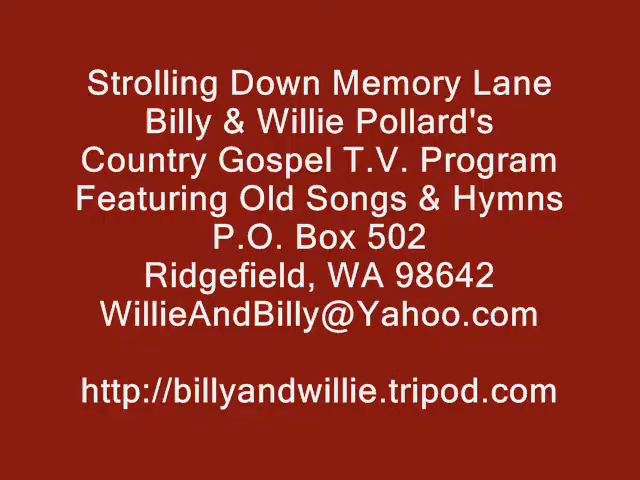 Strolling Down Memory Lane
Billy & Willie Pollard's
Country Gospel T.V. Program
Featuring Old Songs & Hymns
P.O. Box 502
Ridgefield, WA 98642
WillieAndBilly@Yahoo.com
http://billyandwillie.tripod.com